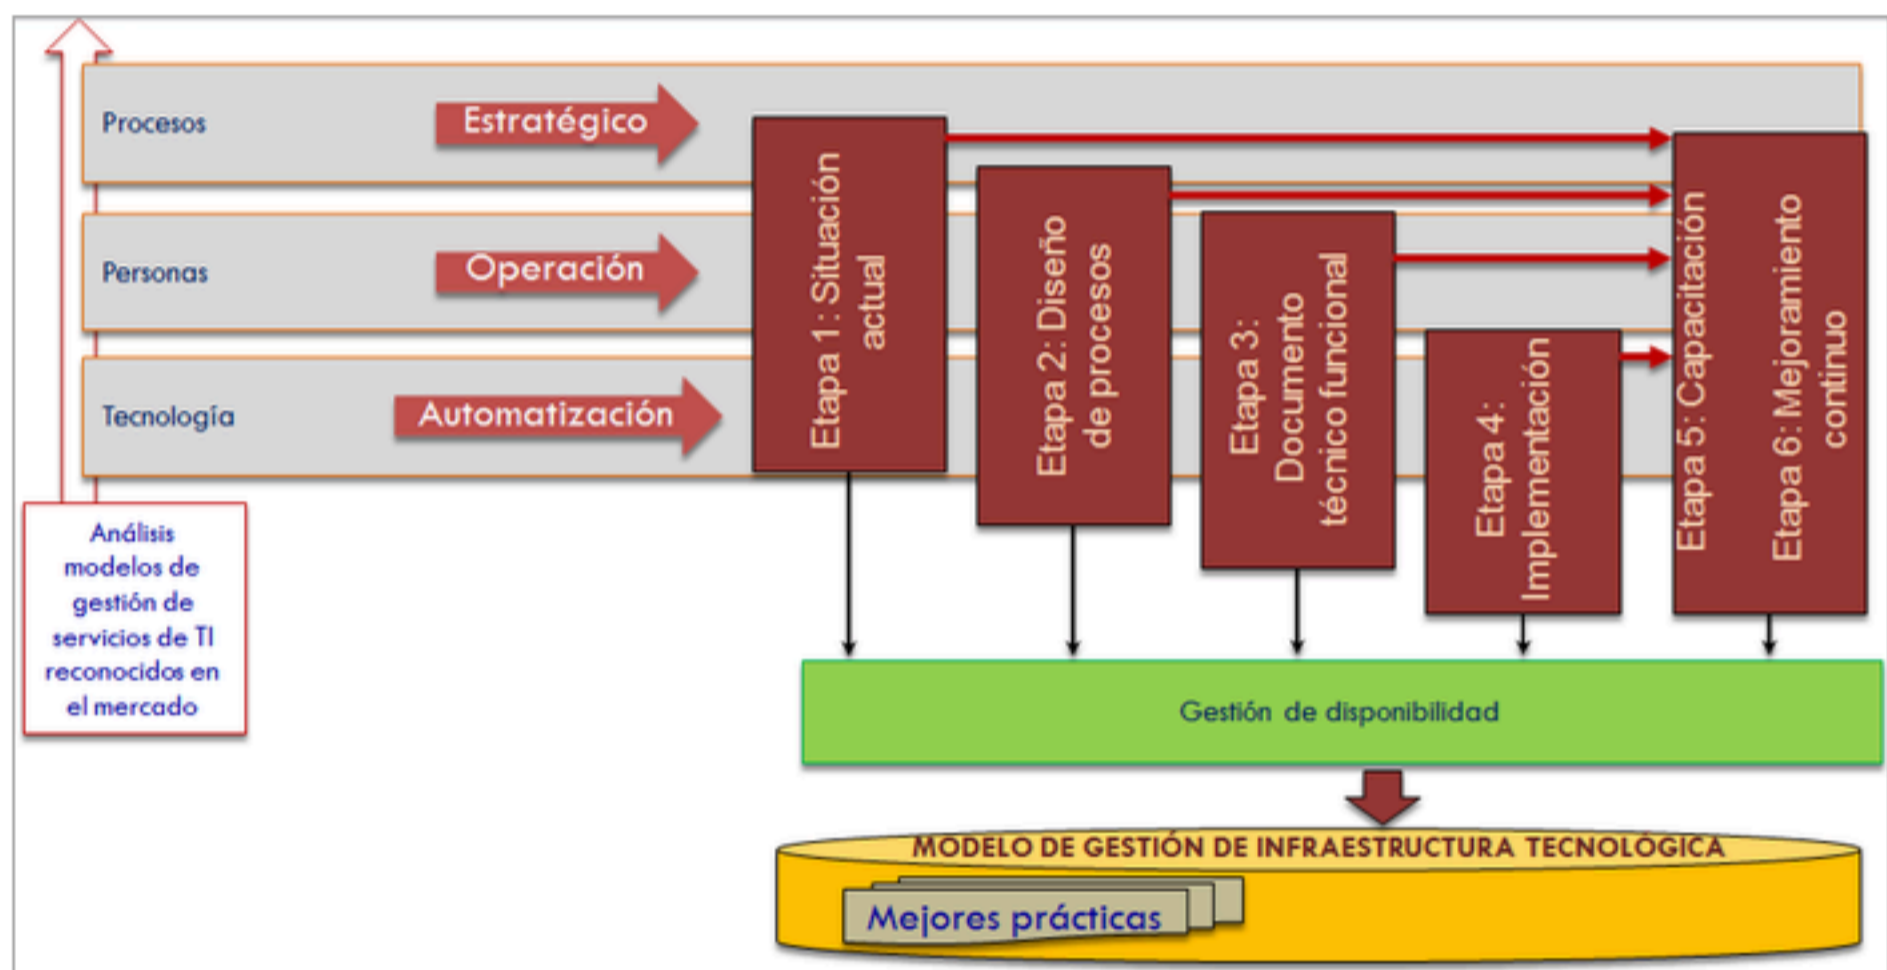 Procesos
Estratégico
Personas
Operación
Tecnología
Automatización
Etapa 1: Situación
actual
Etapa 2: Diseño
de procesos
Etapa 3:
Documento
técnico funcional
Etapa 4:
Implementación
Etapa 5: Capacitación
Etapa 6: Mejoramiento
continuo
Análisis
modelos de
gestión de
servicios de TI
reconocidos en
el mercado
Gestión de disponibilidad
MODELO DE GESTIÓN DE INFRAESTRUCTURA TECNOLÓGICA
Mejores prácticas